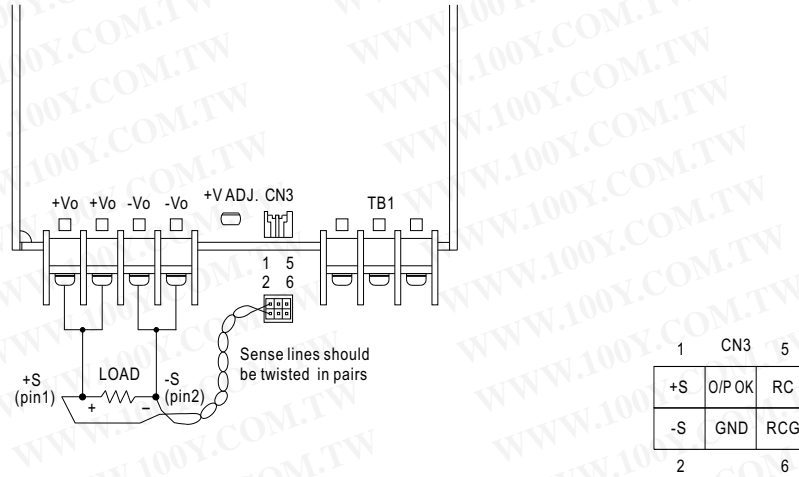 WWW.100Y.COM.TW
+Vo +Vo -Vo -Vo
+V ADJ. CN3
TB1
1 5
2 6
Sense lines should
be twisted in pairs
+S
(pin1)
LOAD
-S
(pin2)
+ −
1 CN3 5
+S O/P OK RC
-S GND RCG
2 6